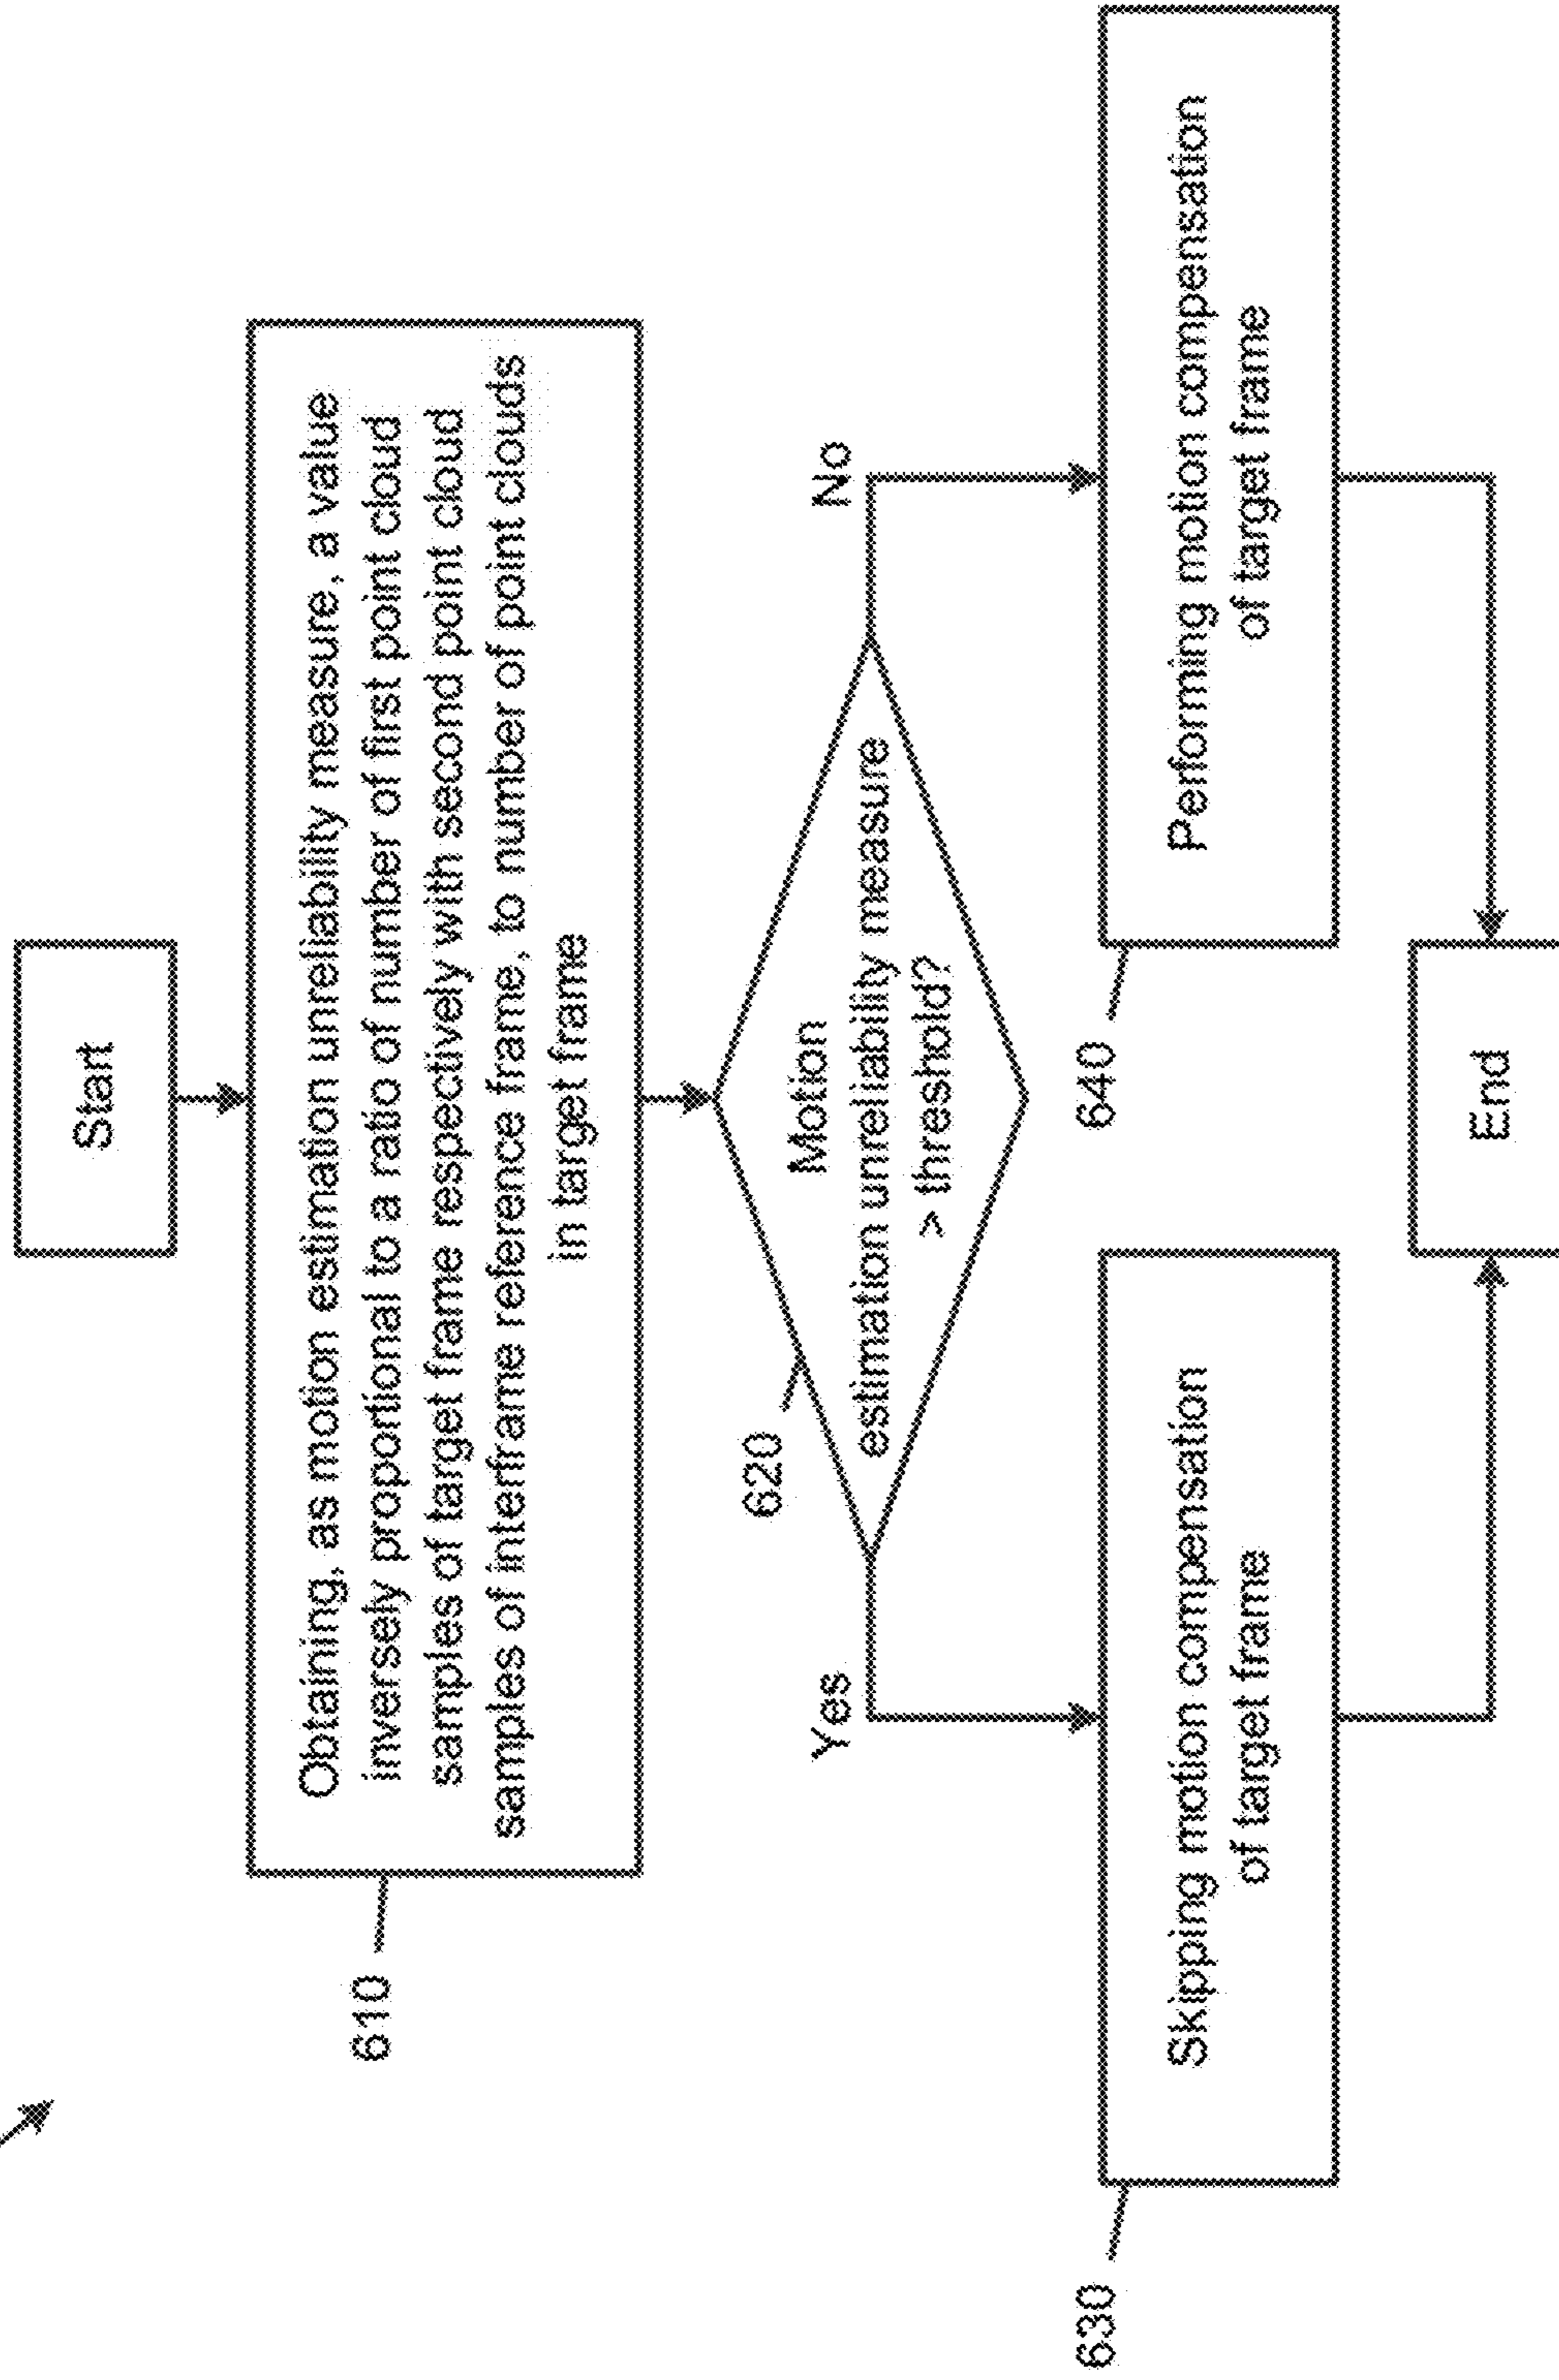 Start
610
Obtaining, as motion estimation unreliability measure, a value
inversely proportional to a ratio of number of first point cloud
samples of target frame respectively with second point cloud
samples of interframe reference frame, to number of point clouds
in target frame
620
Motion
estimation unreliability measure
> threshold?
Yes
No
630
Skipping motion compensation
of target frame
640
Performing motion compensation
of target frame
End